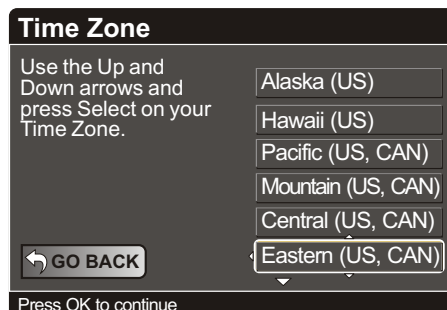 Time Zone
Use the Up and
Down arrows and
press Select on your
Time Zone.
Alaska (US)
Hawaii (US)
Pacific (US, CAN)
Mountain (US, CAN)
Central (US, CAN)
Eastern (US, CAN)
GO BACK
Press OK to continue